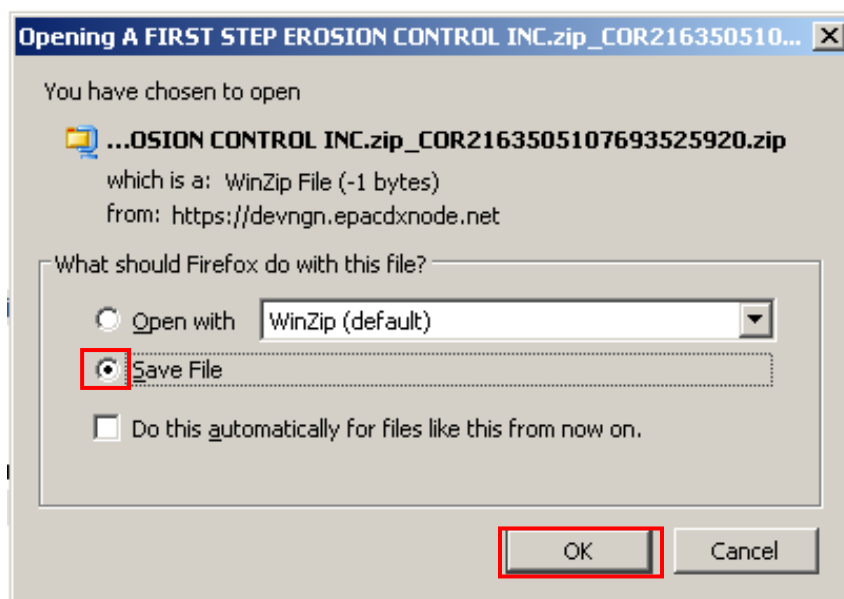 Opening A FIRST STEP EROSION CONTROL INC.zip_COR216350510...
You have chosen to open
...OSION CONTROL INC.zip_COR2163505107693525920.zip
which is a: WinZip File (-1 bytes)
from: https://devngn.epacdxnode.net
What should Firefox do with this file?
Open with WinZip (default)
Save File
Do this automatically for files like this from now on.
OK Cancel